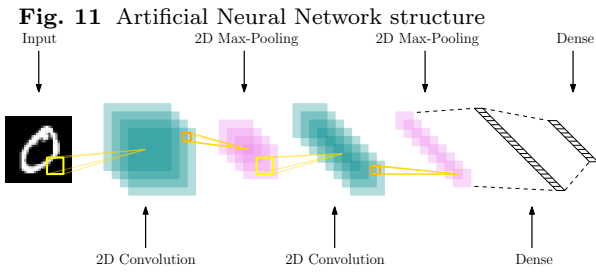 Fig. 11 Artificial Neural Network structure
Input
2D Max-Pooling
2D Max-Pooling
Dense
2D Convolution
2D Convolution
Dense